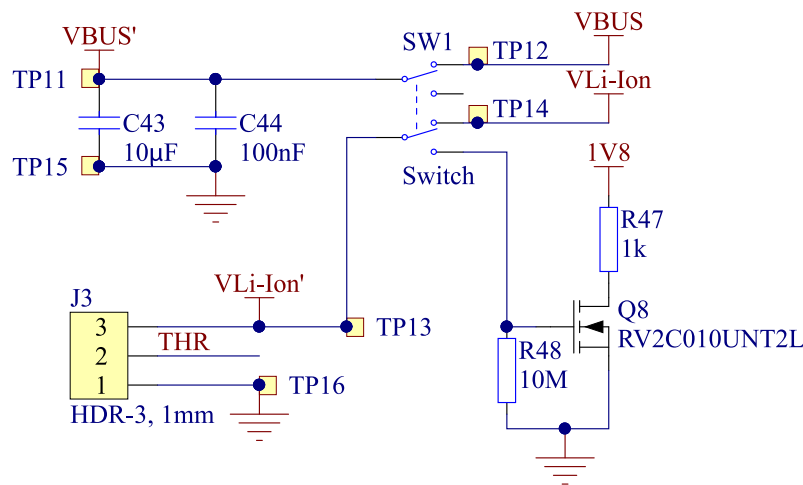 VBUS'
SW1
VBUS
TP11
TP12
VLi-Ion
C43
10µF
C44
100nF
TP14
TP15
Switch
1V8
R47
1k
VLi-Ion'
J3
3
2
1
THR
TP13
Q8
RV2C010UNT2L
R48
10M
TP16
HDR-3, 1mm